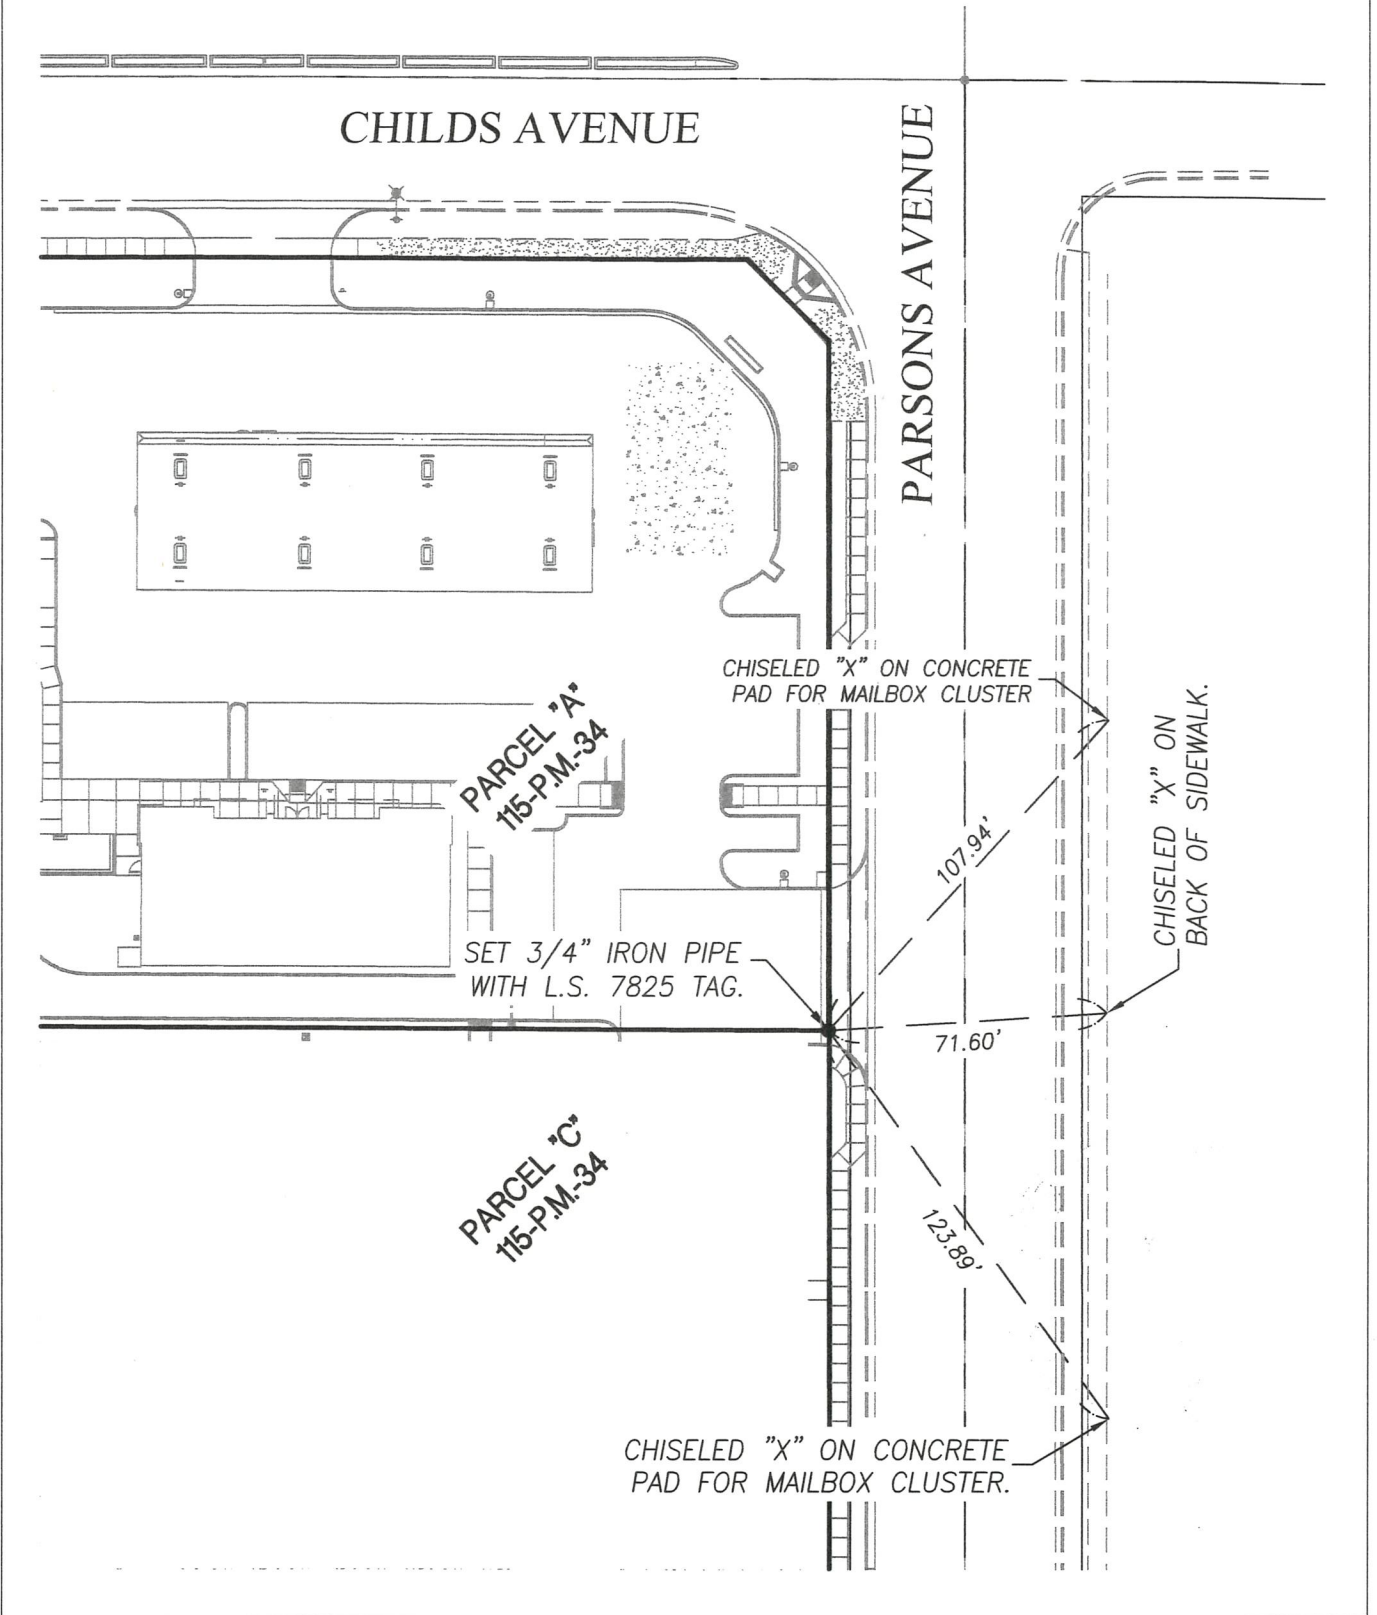 CHILDS AVENUE
PARSONS AVENUE
CHISELED "X" ON CONCRETE
PAD FOR MAILBOX CLUSTER
PARCEL "A"
115-P.M.-34
CHISELED "X" ON
BACK OF SIDEWALK.
107.94'
SET 3/4" IRON PIPE
WITH L.S. 7825 TAG.
71.60'
PARCEL "C"
115-P.M.-34
123.89'
CHISELED "X" ON CONCRETE
PAD FOR MAILBOX CLUSTER.